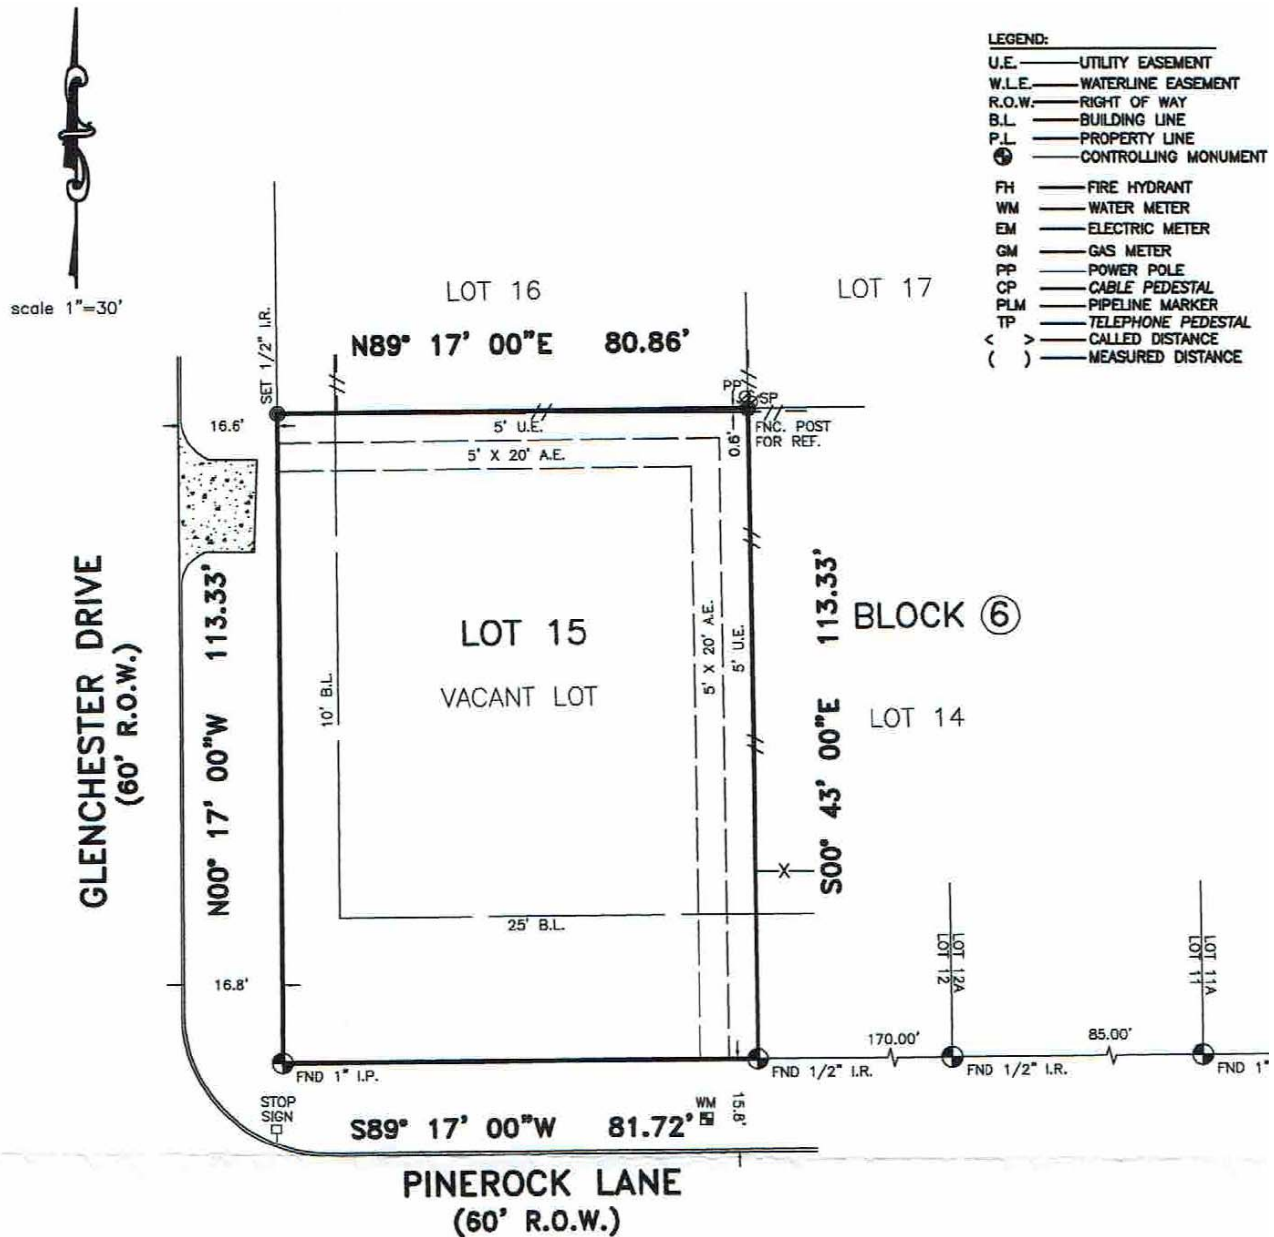 LEGEND:
U.E. UTILITY EASEMENT
W.L.E. WATERLINE EASEMENT
R.O.W. RIGHT OF WAY
B.L. BUILDING LINE
P.L. PROPERTY LINE
CONTROLLING MONUMENT
FH FIRE HYDRANT
WM WATER METER
EM ELECTRIC METER
GM GAS METER
PP POWER POLE
CP CABLE PEDESTAL
PLM PIPELINE MARKER
TP TELEPHONE PEDESTAL
< > CALLED DISTANCE
( ) MEASURED DISTANCE
scale 1"=30'
LOT 16
LOT 17
N89° 17' 00"E 80.86'
SET 1/2" I.R.
PP
SP
FNC. POST
FOR REF.
16.6'
5' U.E.
0.6'
5' X 20' A.E.
GLENCHESTER DRIVE
(60' R.O.W.)
N00° 17' 00"W 113.33'
LOT 15
VACANT LOT
10' B.L.
5' X 20' A.E.
5' U.E.
S00° 43' 00"E 113.33'
BLOCK 6
LOT 14
25' B.L.
16.8'
LOT 12
LOT 12A
LOT 11
LOT 11A
170.00'
85.00'
FND 1" I.P.
FND 1/2" I.R.
FND 1/2" I.R.
FND 1"
STOP
SIGN
WM
15.8'
S89° 17' 00"W 81.72'
PINEROCK LANE
(60' R.O.W.)